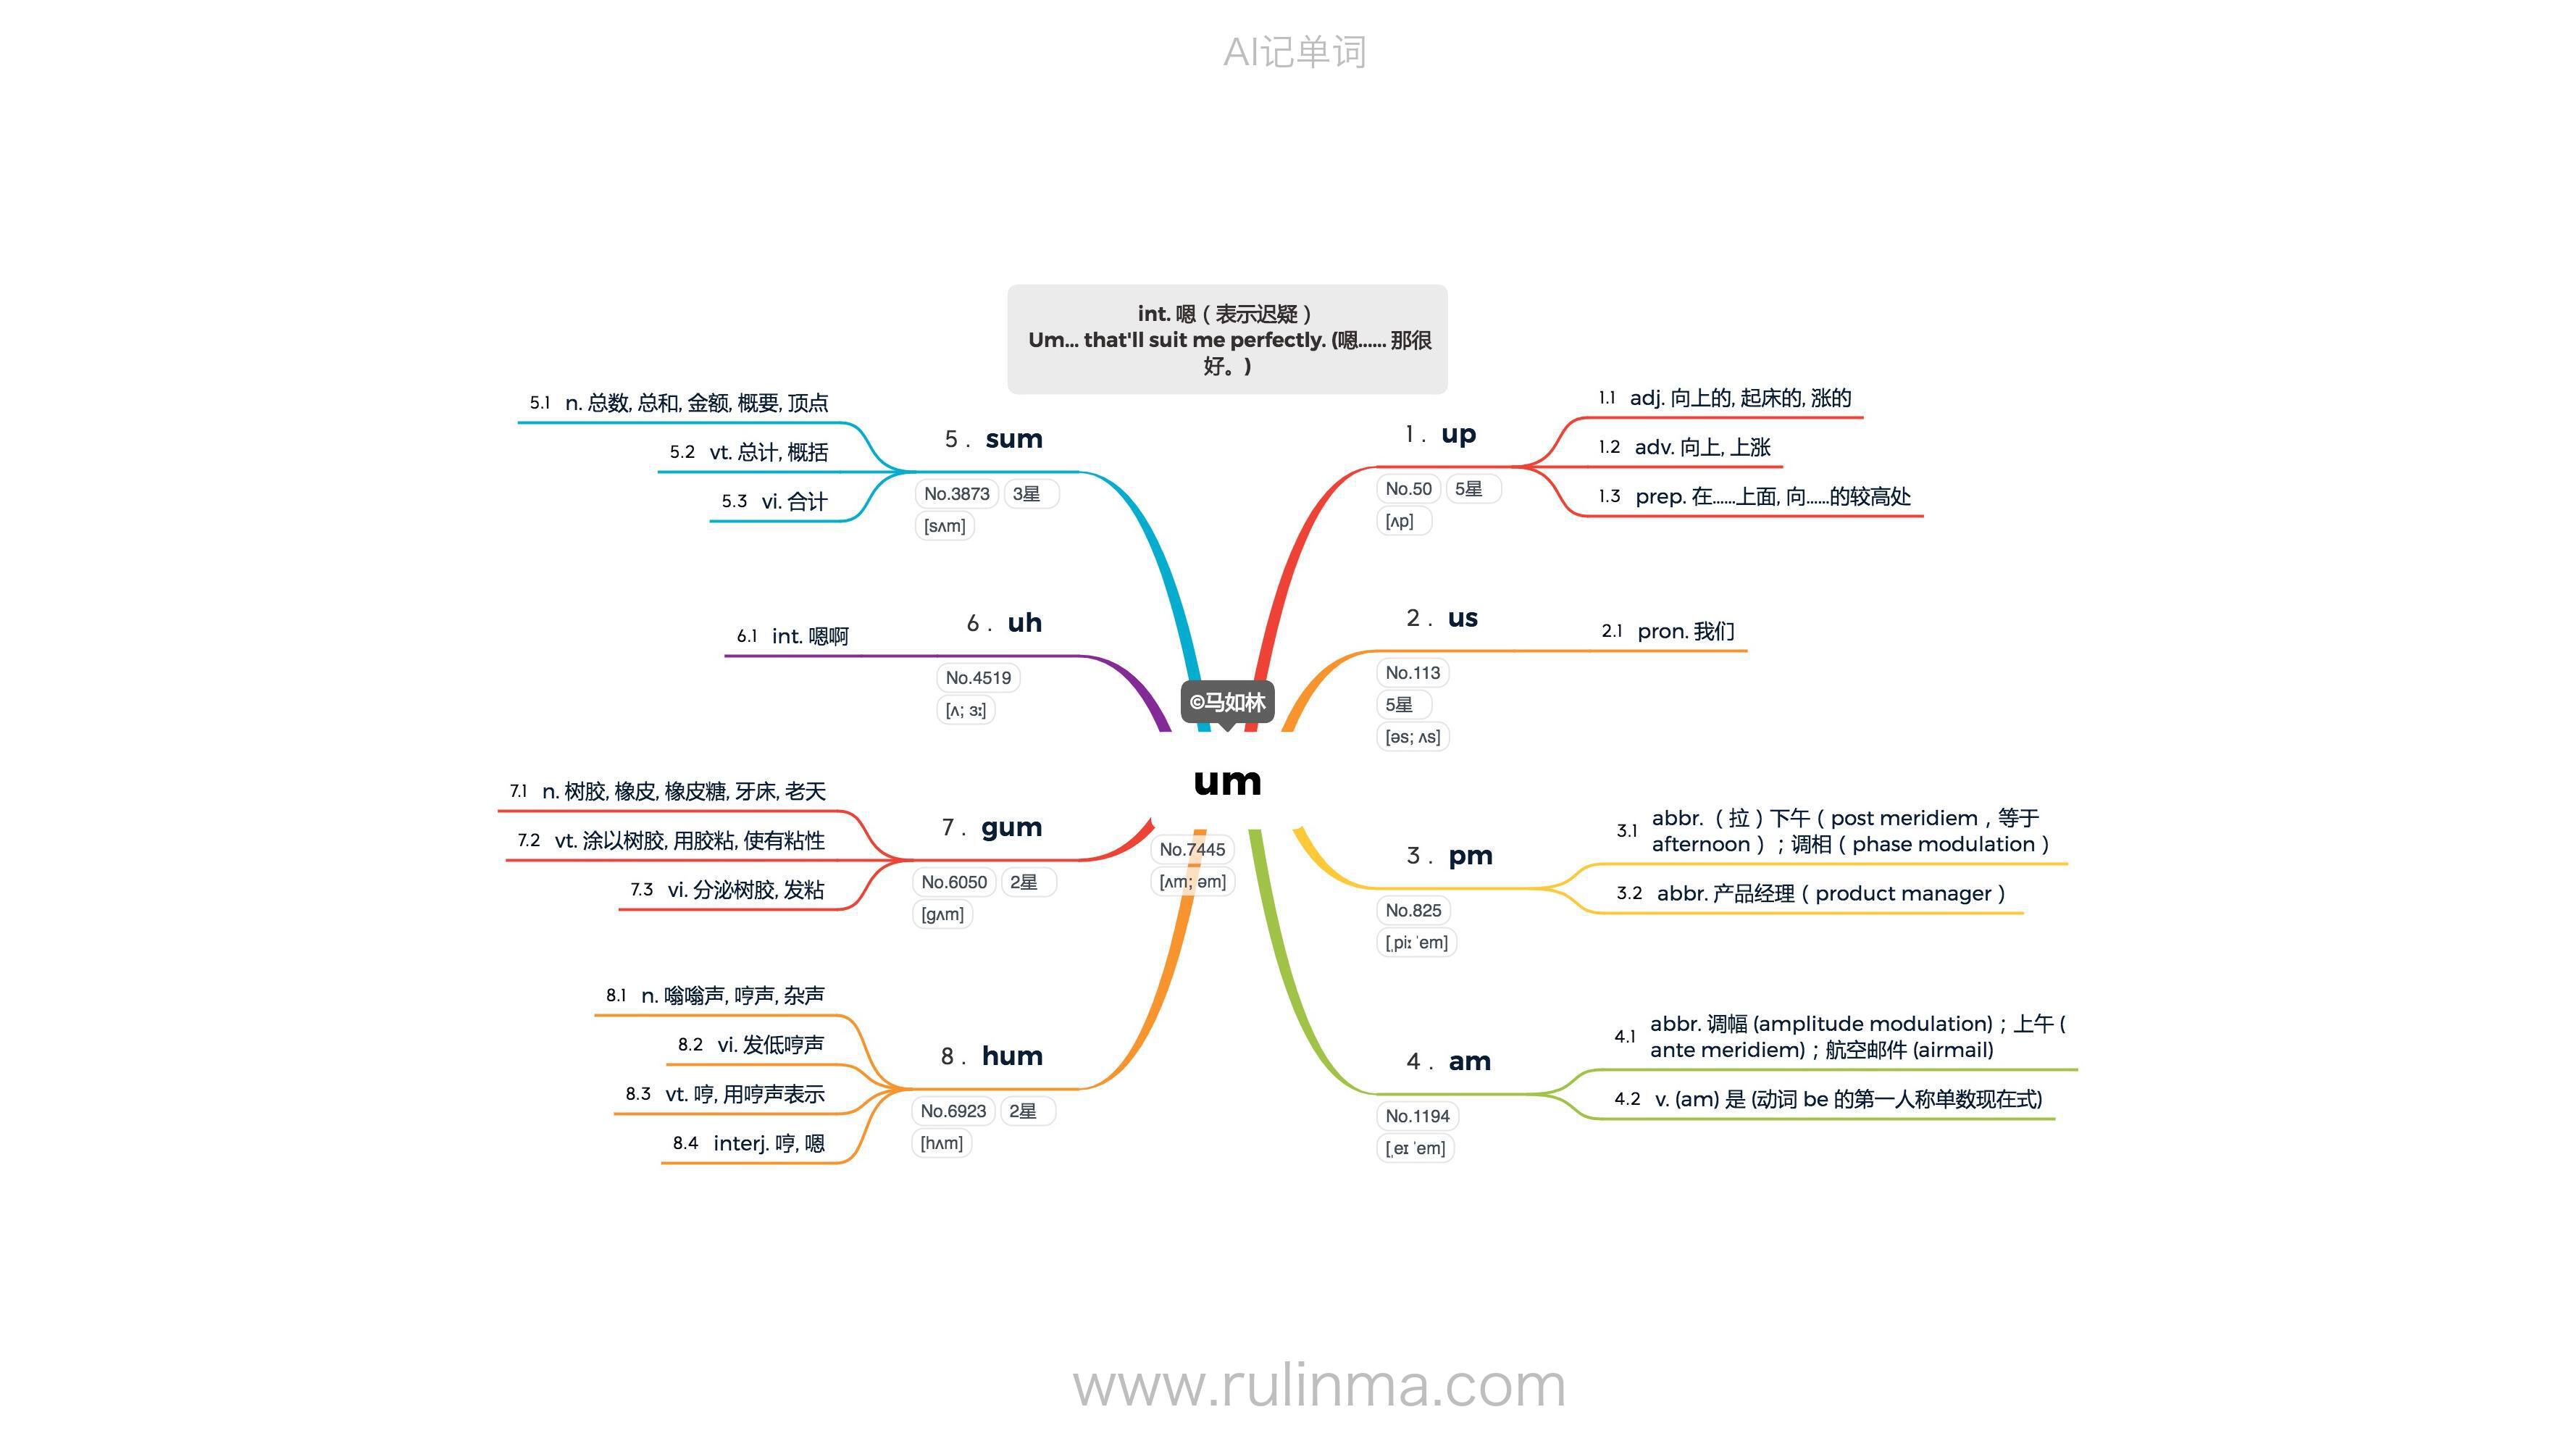 AI记单词
int. 嗯（表示迟疑）
Um... that'll suit me perfectly. (嗯...... 那很
好。)
©马如林
um
No.7445
[ʌm; əm]
1 . up
No.50 5星
[ʌp]
1.1 adj. 向上的, 起床的, 涨的
1.2 adv. 向上, 上涨
1.3 prep. 在......上面, 向......的较高处
2 . us
No.113
5星
[əs; ʌs]
2.1 pron. 我们
3 . pm
No.825
[ˌpiː ˈem]
3.1 abbr.（拉）下午（post meridiem，等于
afternoon）；调相（phase modulation）
3.2 abbr. 产品经理（product manager）
4 . am
No.1194
[ˌeɪ ˈem]
4.1 abbr. 调幅 (amplitude modulation)；上午 (
ante meridiem)；航空邮件 (airmail)
4.2 v. (am) 是 (动词 be 的第一人称单数现在式)
5 . sum
No.3873 3星
[sʌm]
5.1 n. 总数, 总和, 金额, 概要, 顶点
5.2 vt. 总计, 概括
5.3 vi. 合计
6 . uh
No.4519
[ʌ; ɜː]
6.1 int. 嗯啊
7 . gum
No.6050 2星
[gʌm]
7.1 n. 树胶, 橡皮, 橡皮糖, 牙床, 老天
7.2 vt. 涂以树胶, 用胶粘, 使有粘性
7.3 vi. 分泌树胶, 发粘
8 . hum
No.6923 2星
[hʌm]
8.1 n. 嗡嗡声, 哼声, 杂声
8.2 vi. 发低哼声
8.3 vt. 哼, 用哼声表示
8.4 interj. 哼, 嗯
www.rulinma.com